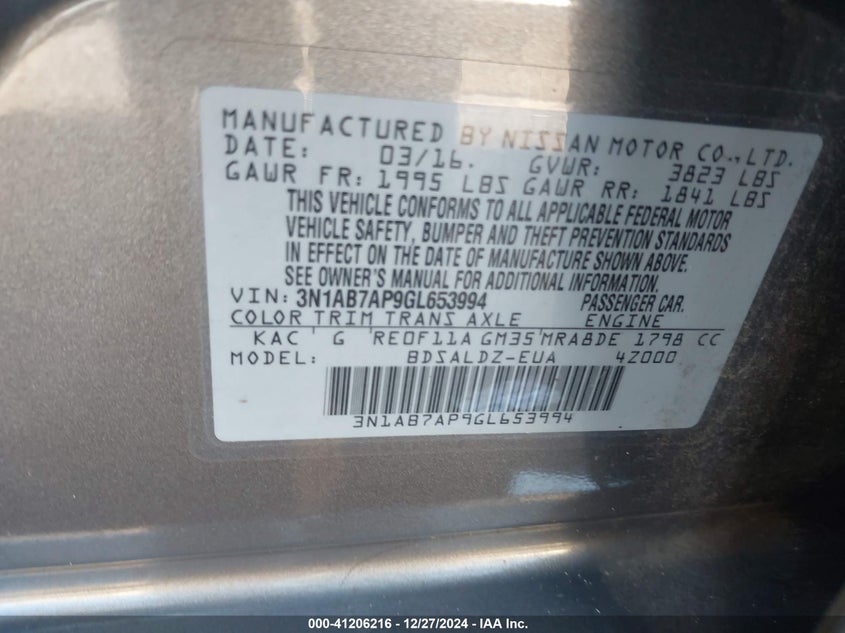 MANUFACTURED BY NISSAN MOTOR CO., LTD.
DATE: 03/16. GVWR: 3823 LBS
GAWR FR: 1995 LBS GAWR RR: 1841 LBS
THIS VEHICLE CONFORMS TO ALL APPLICABLE FEDERAL MOTOR
VEHICLE SAFETY, BUMPER AND THEFT PREVENTION STANDARDS
IN EFFECT ON THE DATE OF MANUFACTURE SHOWN ABOVE.
SEE OWNER'S MANUAL FOR ADDITIONAL INFORMATION.
VIN: 3N1AB7AP9GL653994 PASSENGER CAR.
COLOR TRIM TRANS AXLE ENGINE
KAC G RE0F11A GM35 MRA8DE 1798 CC
MODEL: BDSALDZ-EUA 4Z000
3N1AB7AP9GL653994
000-41206216 - 12/27/2024 - IAA Inc.